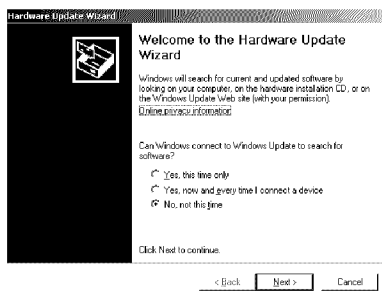 Hardware Update Wizard
Welcome to the Hardware Update
Wizard
Windows will search for current and updated software by
looking on your computer, on the hardware installation CD, or on
the Windows Update Web site (with your permission).
Online privacy information
Can Windows connect to Windows Update to search for
software?
Yes, this time only
Yes, now and every time I connect a device
No, not this time
Click Next to continue.
< Back Next > Cancel